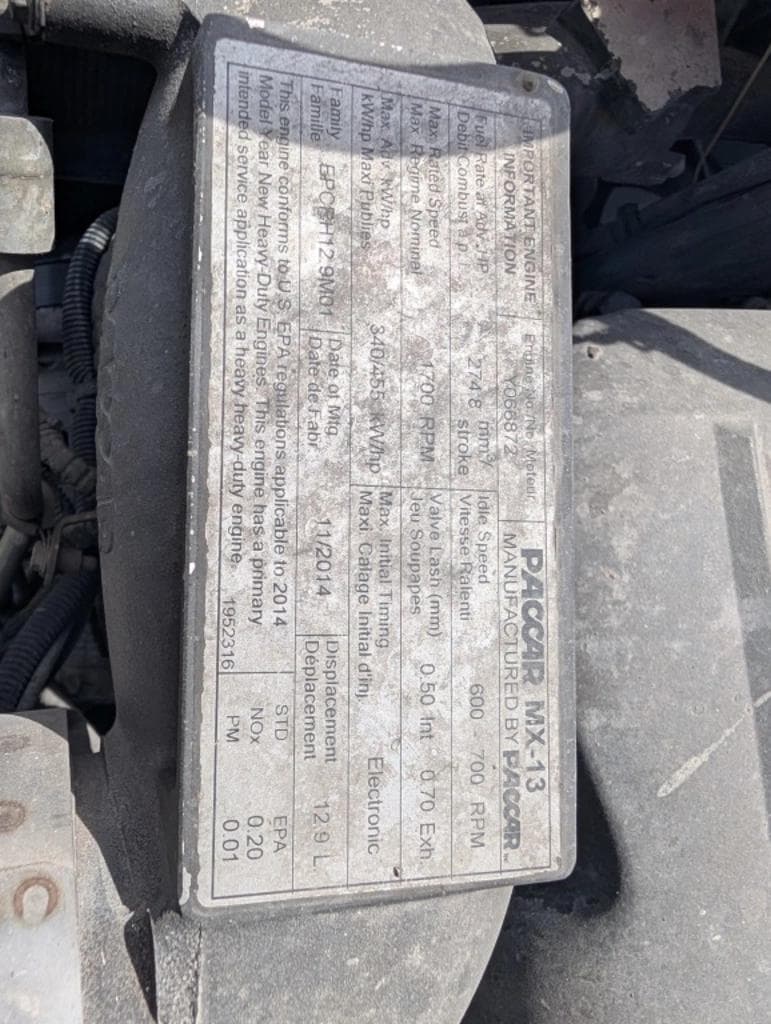 IMPORTANT ENGINE
INFORMATION
Engine No./No. Moteur.
Y066872
PACCAR MX-13
MANUFACTURED BY PACCAR™
Fuel Rate at Adv. HP
Debit Combust à p.
274.8 mm³/
stroke
Idle Speed
Vitesse Ralenti
600 - 700 RPM
Max. Rated Speed
Max Regime Nominal
1700 RPM
Valve Lash (mm)
Jeu Soupapes
0.50 Int 0.70 Exh.
Max. Adv. kW/hp
kW/hp Maxi Publies
340/455 kW/hp
Max. Initial Timing
Maxi. Calage Initial d'inj.
Electronic
Family
Famille
EPCRH12.9M01
Date of Mfg
Date de Fabr
11/2014
Displacement
Déplacement
12.9 L.
This engine conforms to U.S. EPA regulations applicable to 2014
Model Year New Heavy-Duty Engines. This engine has a primary
intended service application as a heavy heavy-duty engine.
1952316
STD EPA
NOx 0.20
PM 0.01